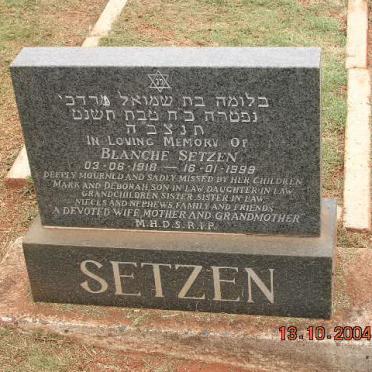 בלומה בת שמואל מרדכי
נפטרה כ״ח טבת תשנט
תנצבה
IN LOVING MEMORY OF
BLANCHE SETZEN
03-06-1918 — 16-01-1999
DEEPLY MOURNED AND SADLY MISSED BY HER CHILDREN
MARK AND DEBORAH SON IN LAW, DAUGHTER IN LAW,
GRANDCHILDREN SISTER, SISTER IN LAW,
NIECES AND NEPHEWS, FAMILY AND FRIENDS
A DEVOTED WIFE, MOTHER AND GRANDMOTHER
M.H.D.S.R.I.P.
SETZEN
13.10.2004